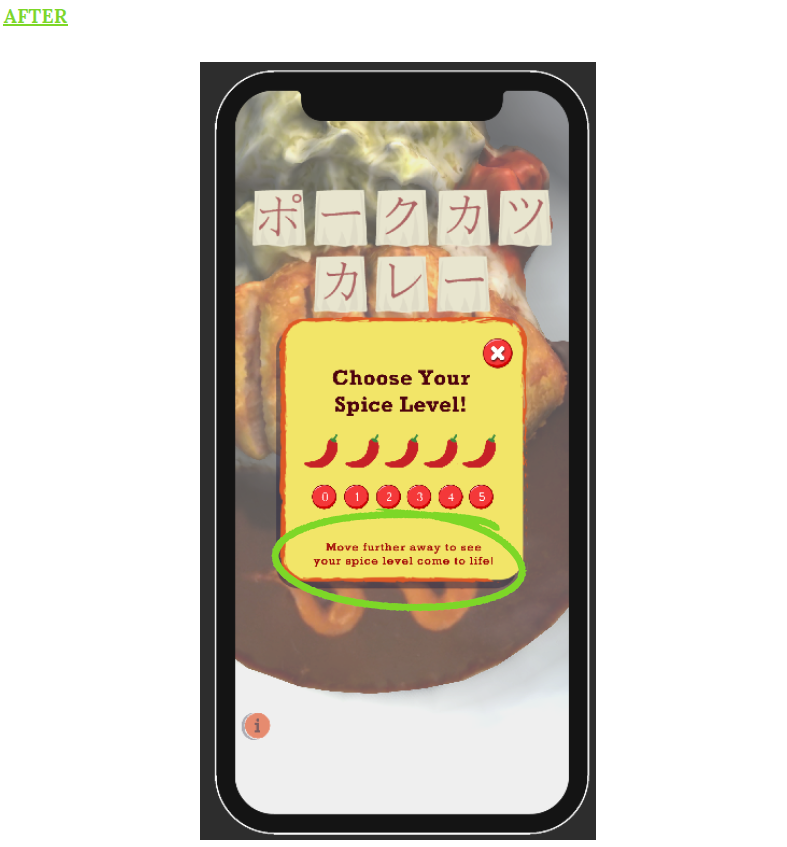 AFTER
ポークカツ
カレー
Choose Your
Spice Level!
0 1 2 3 4 5
Move further away to see
your spice level come to life!
i